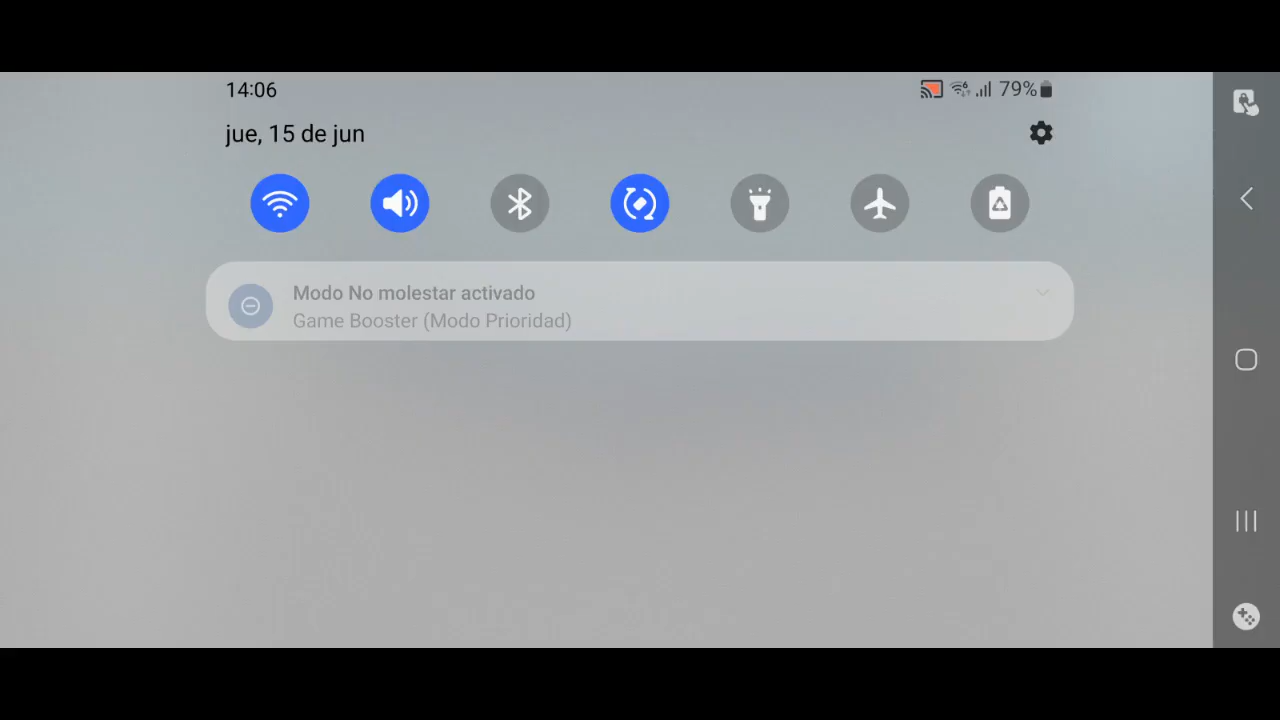 14:06
79%
jue, 15 de jun
Modo No molestar activado
Game Booster (Modo Prioridad)